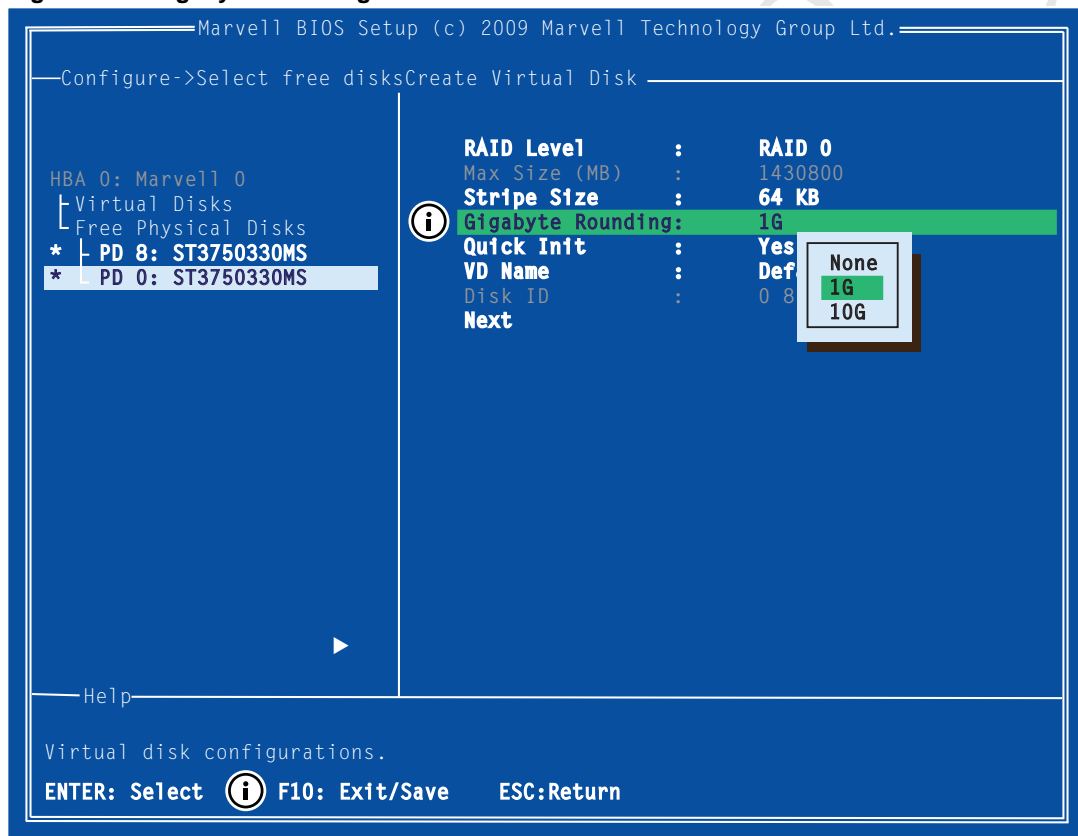 Marvell BIOS Setup (c) 2009 Marvell Technology Group Ltd.
Configure->Select free disksCreate Virtual Disk
HBA 0: Marvell 0
Virtual Disks
Free Physical Disks
* PD 8: ST3750330MS
* PD 0: ST3750330MS
RAID Level : RAID 0
Max Size (MB) : 1430800
Stripe Size : 64 KB
Gigabyte Rounding: 1G
Quick Init : Yes
VD Name : Def
Disk ID : 0 8
Next
None
1G
10G
Help
Virtual disk configurations.
ENTER: Select F10: Exit/Save ESC:Return